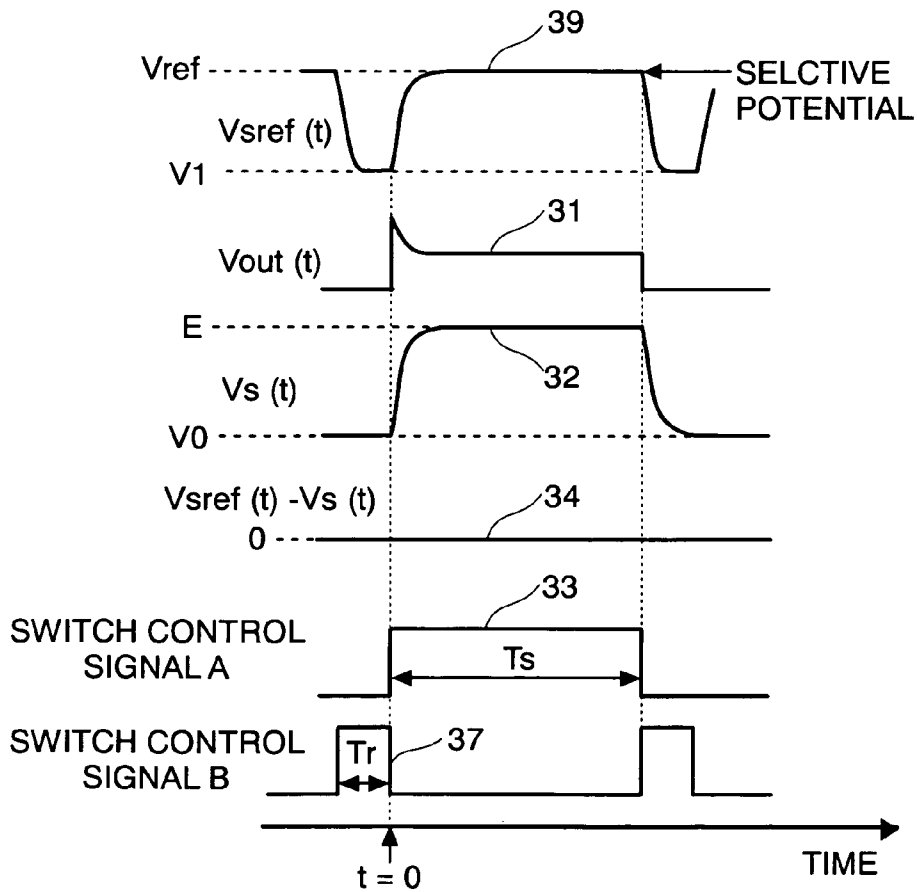 39
Vref
SELCTIVE
POTENTIAL
Vsref (t)
V1
31
Vout (t)
E
32
Vs (t)
V0
Vsref (t) -Vs (t)
34
0
33
SWITCH CONTROL
SIGNAL A
Ts
SWITCH CONTROL
SIGNAL B
Tr
37
TIME
t = 0